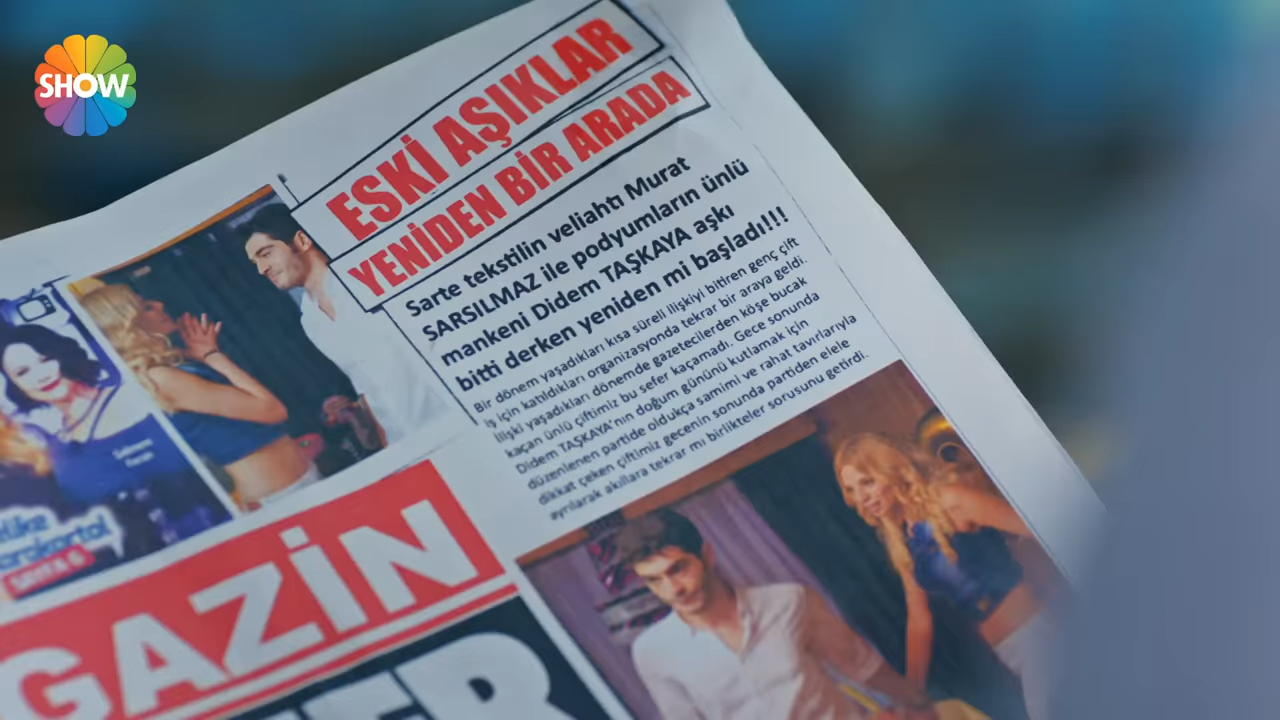 SHOW
ESKİ AŞIKLAR
YENİDEN BİR ARADA
Sarte tekstilin veliahtı Murat
SARSILMAZ ile podyumların ünlü
mankeni Didem TAŞKAYA aşkı
bitti derken yeniden mi başladı!!!
Bir dönem yaşadıkları kısa süreli ilişkiyi bitiren genç çift
iş için katıldıkları organizasyonda tekrar bir araya geldi.
İlişki yaşadıkları dönemde gazetecilerden köşe bucak
kaçan ünlü çiftimiz bu sefer kaçamadı. Gece sonunda
Didem TAŞKAYA'nın doğum gününü kutlamak için
düzenlenen partide oldukça samimi ve rahat tavırlarıyla
dikkat çeken çiftimiz gecenin sonunda partiden elele
ayrılarak akıllara tekrar mı birlikteler sorusunu getirdi.
SAYFA 6
GAZİN